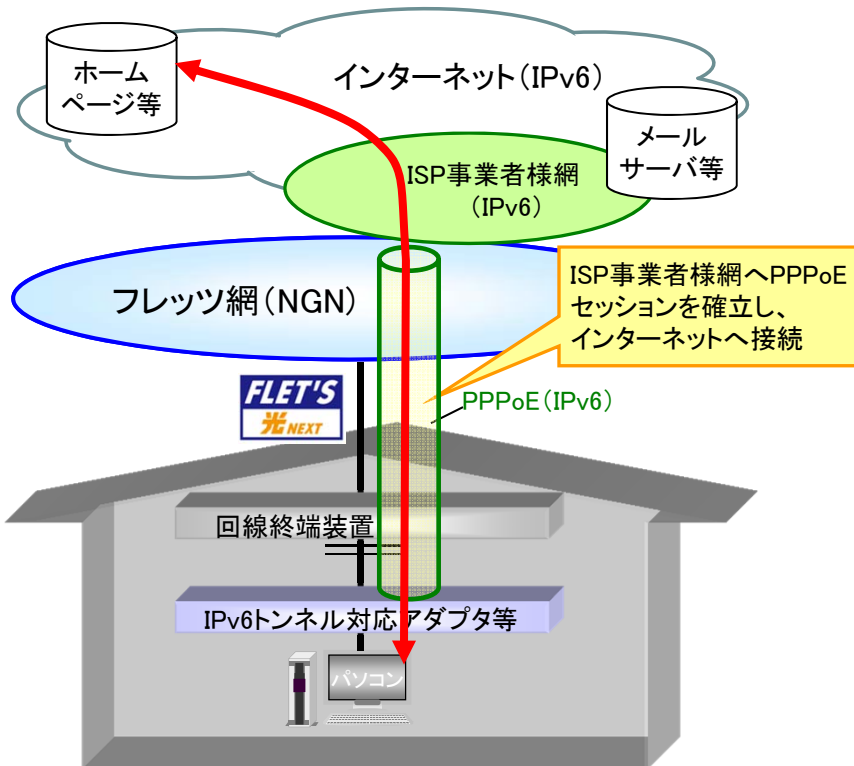 ホーム
ページ等
インターネット(IPv6)
メール
サーバ等
ISP事業者様網
(IPv6)
フレッツ網(NGN)
ISP事業者様網へPPPoE
セッションを確立し、
インターネットへ接続
FLET'S
光NEXT
PPPoE(IPv6)
回線終端装置
IPv6トンネル対応アダプタ等
パソコン